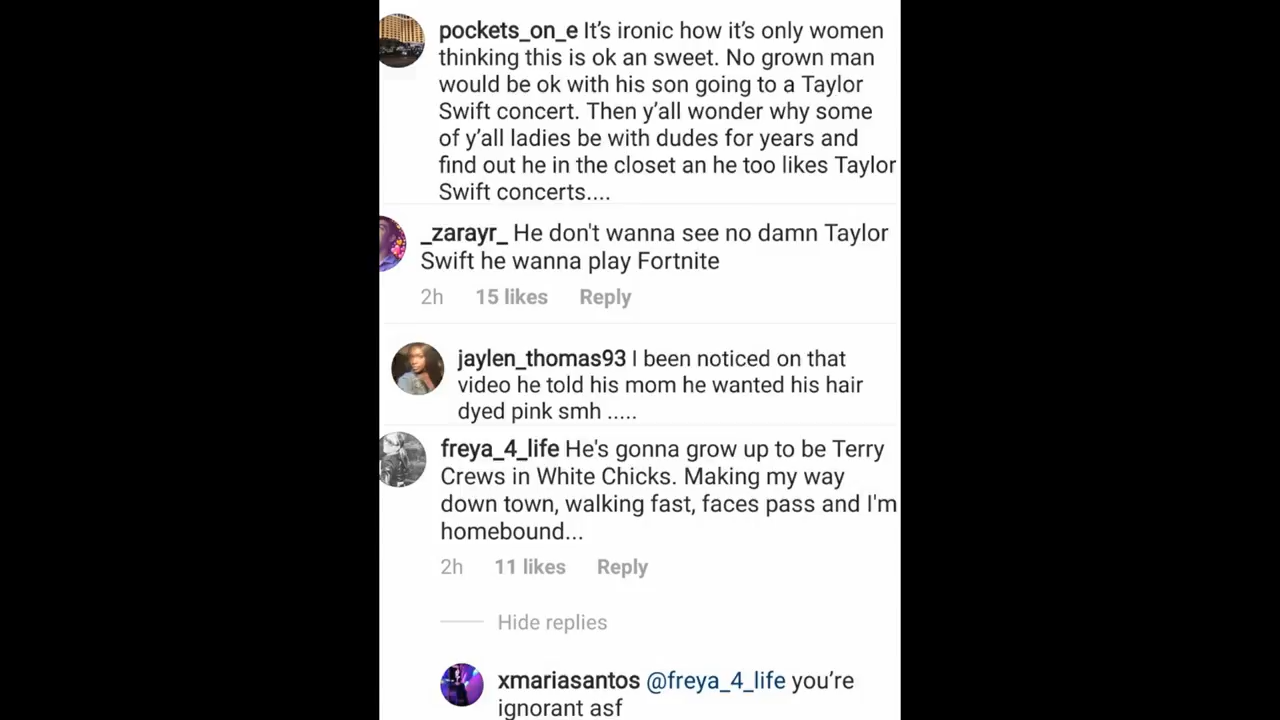 pockets_on_e It’s ironic how it’s only women
thinking this is ok an sweet. No grown man
would be ok with his son going to a Taylor
Swift concert. Then y’all wonder why some
of y’all ladies be with dudes for years and
find out he in the closet an he too likes Taylor
Swift concerts....
_zarayr_ He don't wanna see no damn Taylor
Swift he wanna play Fortnite
2h 15 likes Reply
jaylen_thomas93 I been noticed on that
video he told his mom he wanted his hair
dyed pink smh .....
freya_4_life He's gonna grow up to be Terry
Crews in White Chicks. Making my way
down town, walking fast, faces pass and I'm
homebound...
2h 11 likes Reply
Hide replies
xmariasantos @freya_4_life you’re
ignorant asf